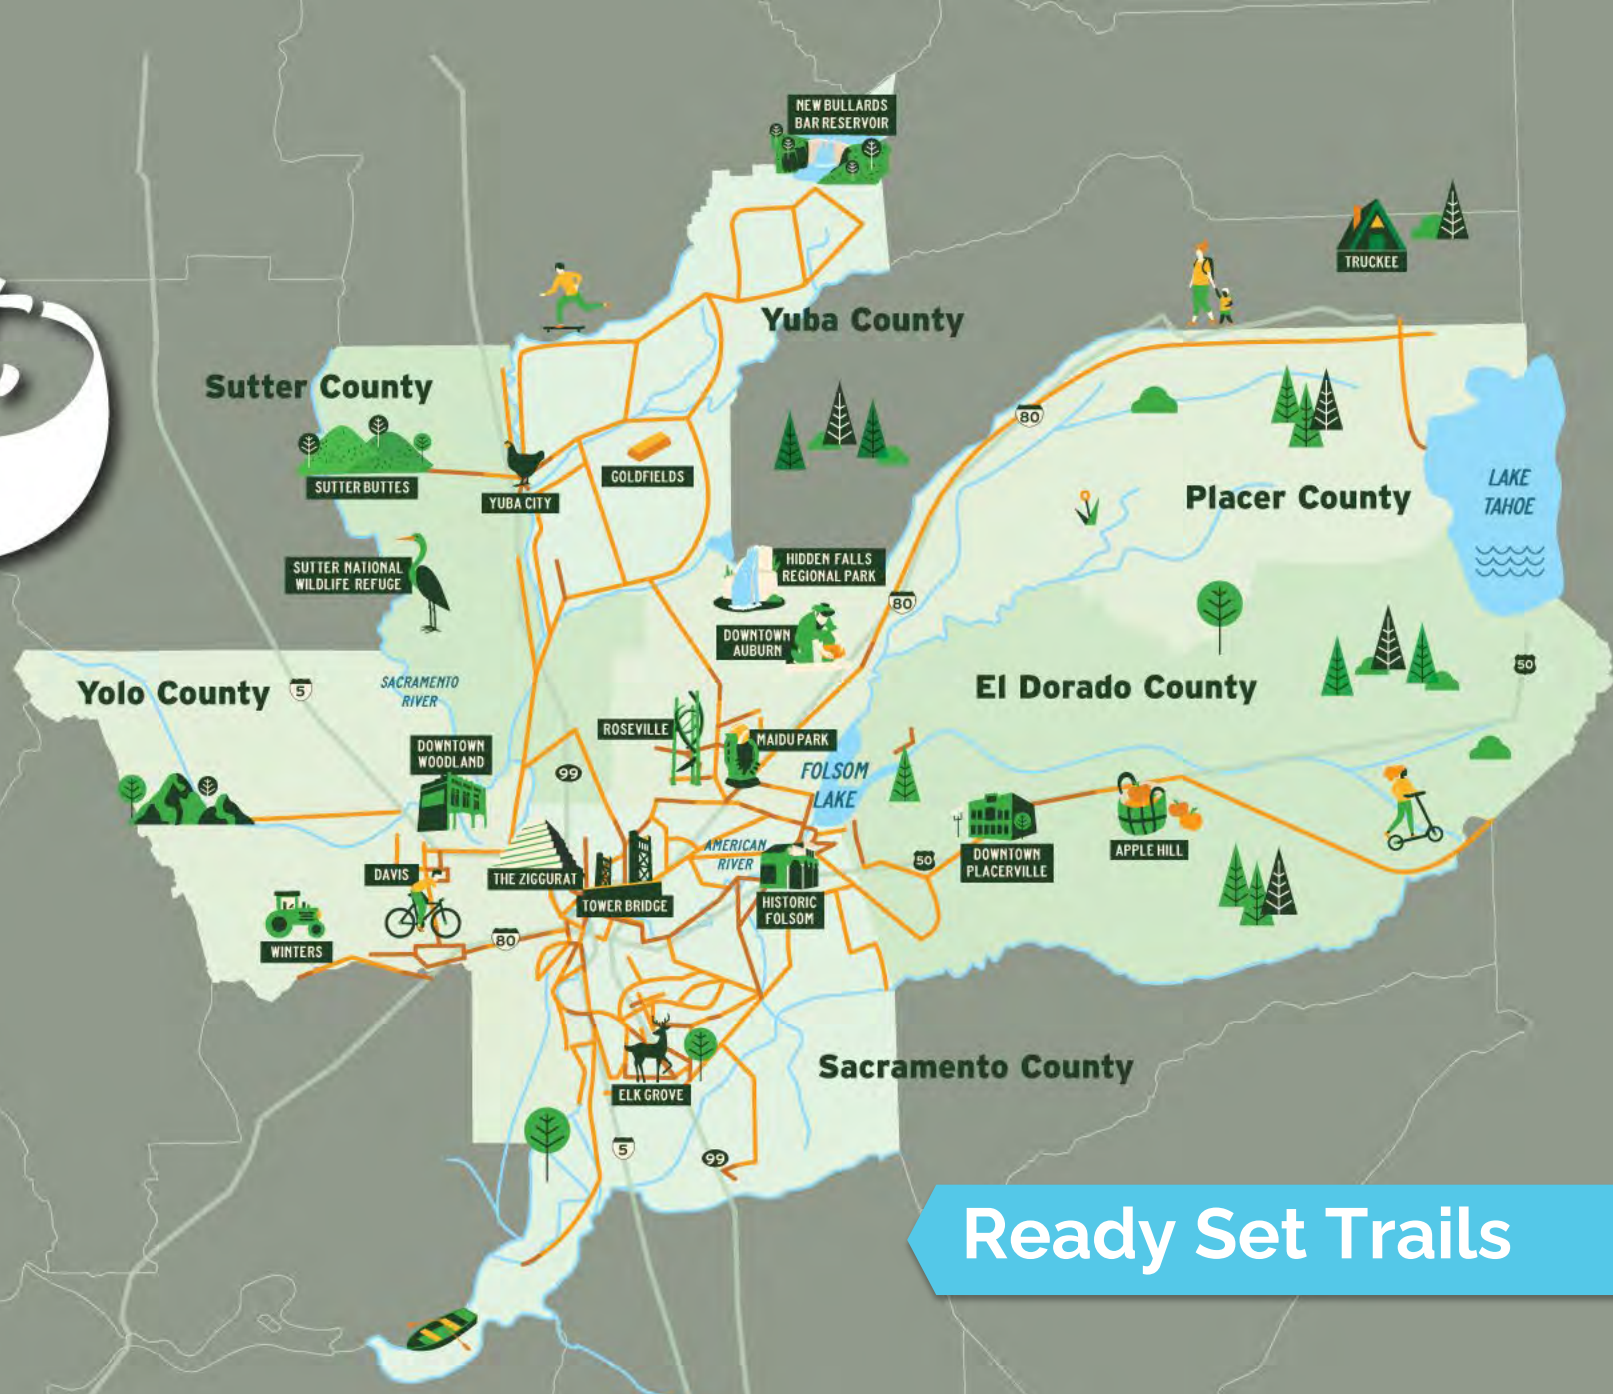 NEW BULLARDS
BAR RESERVOIR
TRUCKEE
Yuba County
Sutter County
80
SUTTER BUTTES
YUBA CITY
GOLDFIELDS
LAKE
TAHOE
Placer County
SUTTER NATIONAL
WILDLIFE REFUGE
HIDDEN FALLS
REGIONAL PARK
80
DOWNTOWN
AUBURN
50
Yolo County
5
SACRAMENTO
RIVER
El Dorado County
ROSEVILLE
MAIDU PARK
DOWNTOWN
WOODLAND
99
FOLSOM
LAKE
AMERICAN
RIVER
50
DOWNTOWN
PLACERVILLE
APPLE HILL
DAVIS
THE ZIGGURAT
TOWER BRIDGE
HISTORIC
FOLSOM
WINTERS
80
Sacramento County
ELK GROVE
5
99
Ready Set Trails